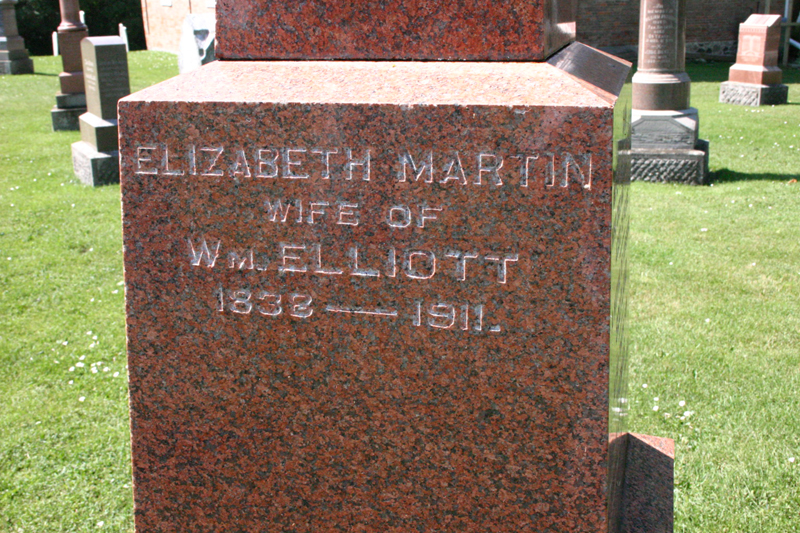 ELIZABETH MARTIN
WIFE OF
WM. ELLIOTT
1832 — 1911.